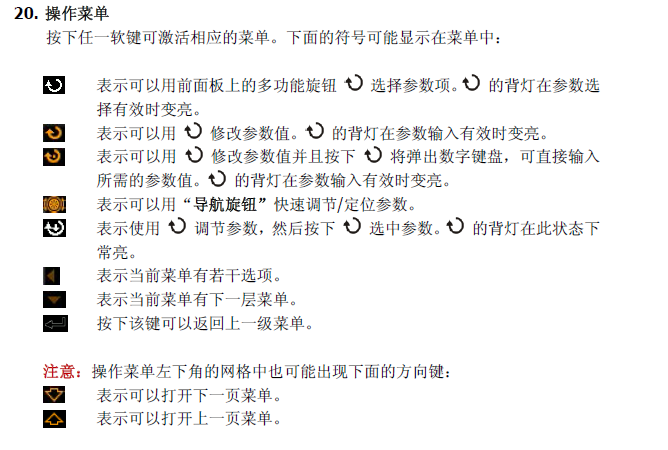 20. 操作菜单
按下任一软键可激活相应的菜单。下面的符号可能显示在菜单中：
表示可以用前面板上的多功能旋钮 选择参数项。 的背灯在参数选
择有效时变亮。
表示可以用 修改参数值。 的背灯在参数输入有效时变亮。
表示可以用 修改参数值并且按下 将弹出数字键盘，可直接输入
所需的参数值。 的背灯在参数输入有效时变亮。
表示可以用“导航旋钮”快速调节/定位参数。
表示使用 调节参数，然后按下 选中参数。 的背灯在此状态下
常亮。
表示当前菜单有若干选项。
表示当前菜单有下一层菜单。
按下该键可以返回上一级菜单。
注意：操作菜单左下角的网格中也可能出现下面的方向键：
表示可以打开下一页菜单。
表示可以打开上一页菜单。